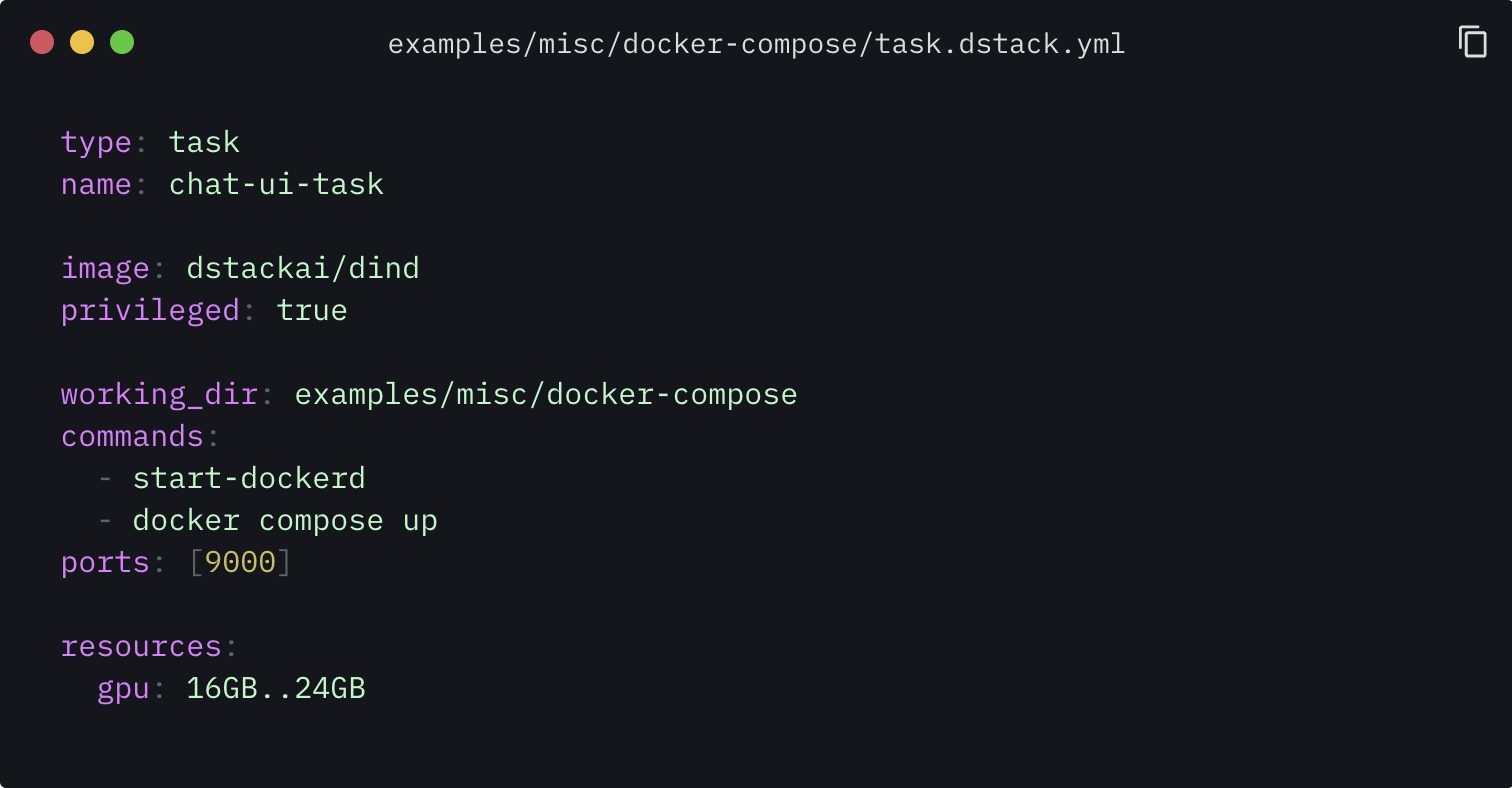 examples/misc/docker-compose/task.dstack.yml
type: task
name: chat-ui-task
image: dstackai/dind
privileged: true
working_dir: examples/misc/docker-compose
commands:
  - start-dockerd
  - docker compose up
ports: [9000]
resources:
  gpu: 16GB..24GB